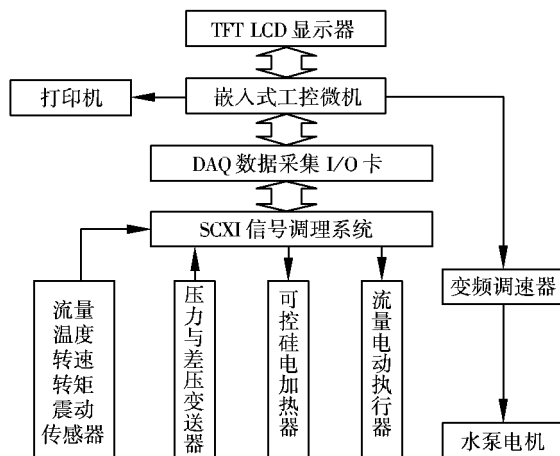 TFT LCD 显示器
打印机
嵌入式工控微机
DAQ 数据采集 I/O 卡
SCXI 信号调理系统
流量
温度
转速
转矩
震动
传感器
压力与差压变送器
可控硅电加热器
流量电动执行器
变频调速器
水泵电机